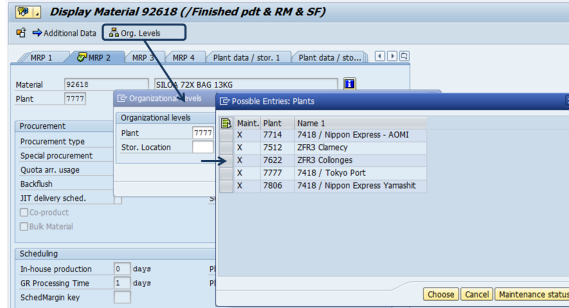 Display Material 92618 (/Finished pdt & RM & SF)
Additional Data Org. Levels
MRP 1 MRP 2 MRP 3 MRP 4 Plant data / stor. 1 Plant data / sto...
Material 92618 SILOA 72X BAG 13KG
Plant 7777
Organizational levels
Organizational levels
Plant 7777
Stor. Location
Possible Entries: Plants
Maint. Plant Name 1
X 7714 7418 / Nippon Express - AOMI
X 7512 ZFR3 Clamecy
X 7622 ZFR3 Collonges
X 7777 7418 / Tokyo Port
X 7806 7418 / Nippon Express Yamashit
Procurement
Procurement type
Special procurement
Quota arr. usage
Backflush
JIT delivery sched.
Co-product
Bulk Material
Scheduling
In-house production 0 days
GR Processing Time 1 days
SchedMargin key
Choose Cancel Maintenance status